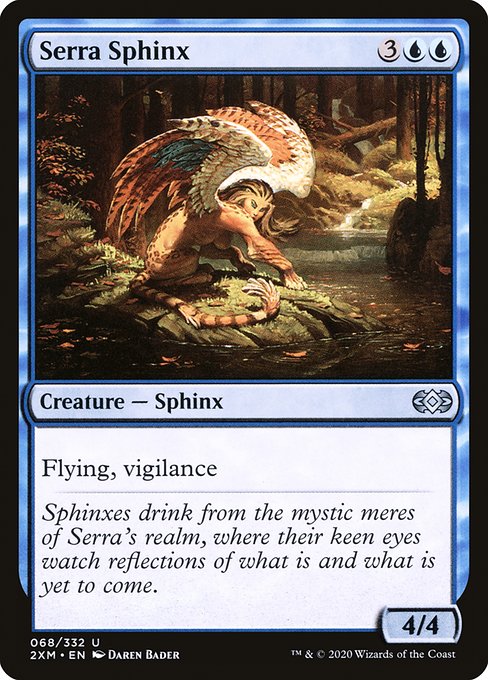 Serra Sphinx 3
Creature — Sphinx
Flying, vigilance
Sphinxes drink from the mystic meres
of Serra's realm, where their keen eyes
watch reflections of what is and what is
yet to come.
4/4
068/332 U
2XM • EN Daren Bader
™ & © 2020 Wizards of the Coast